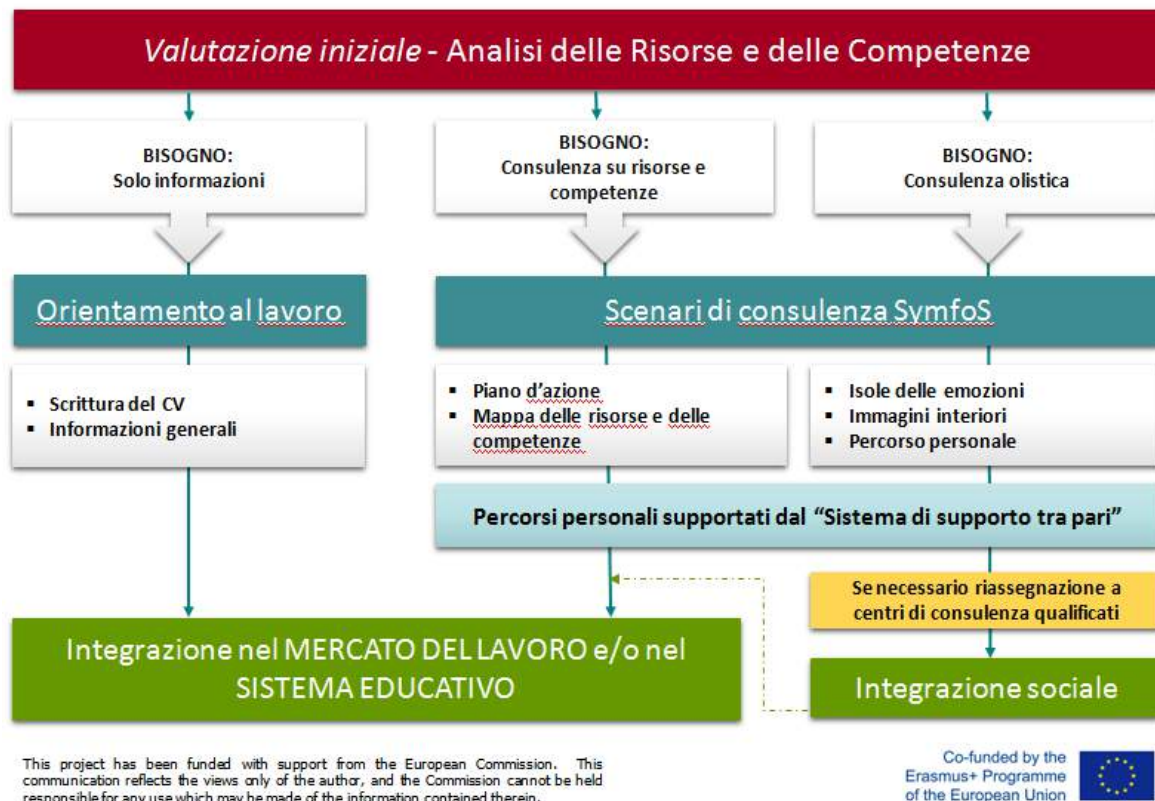 Valutazione iniziale - Analisi delle Risorse e delle Competenze
BISOGNO:
Solo informazioni
BISOGNO:
Consulenza su risorse e
competenze
BISOGNO:
Consulenza olistica
Orientamento al lavoro
Scenari di consulenza SymfoS
▪ Scrittura del CV
▪ Informazioni generali
▪ Piano d'azione
▪ Mappa delle risorse e delle
competenze
▪ Isole delle emozioni
▪ Immagini interiori
▪ Percorso personale
Percorsi personali supportati dal “Sistema di supporto tra pari”
Se necessario riassegnazione a
centri di consulenza qualificati
Integrazione nel MERCATO DEL LAVORO e/o nel
SISTEMA EDUCATIVO
Integrazione sociale
This project has been funded with support from the European Commission. This
communication reflects the views only of the author, and the Commission cannot be held
responsible for any use which may be made of the information contained therein.
Co-funded by the
Erasmus+ Programme
of the European Union